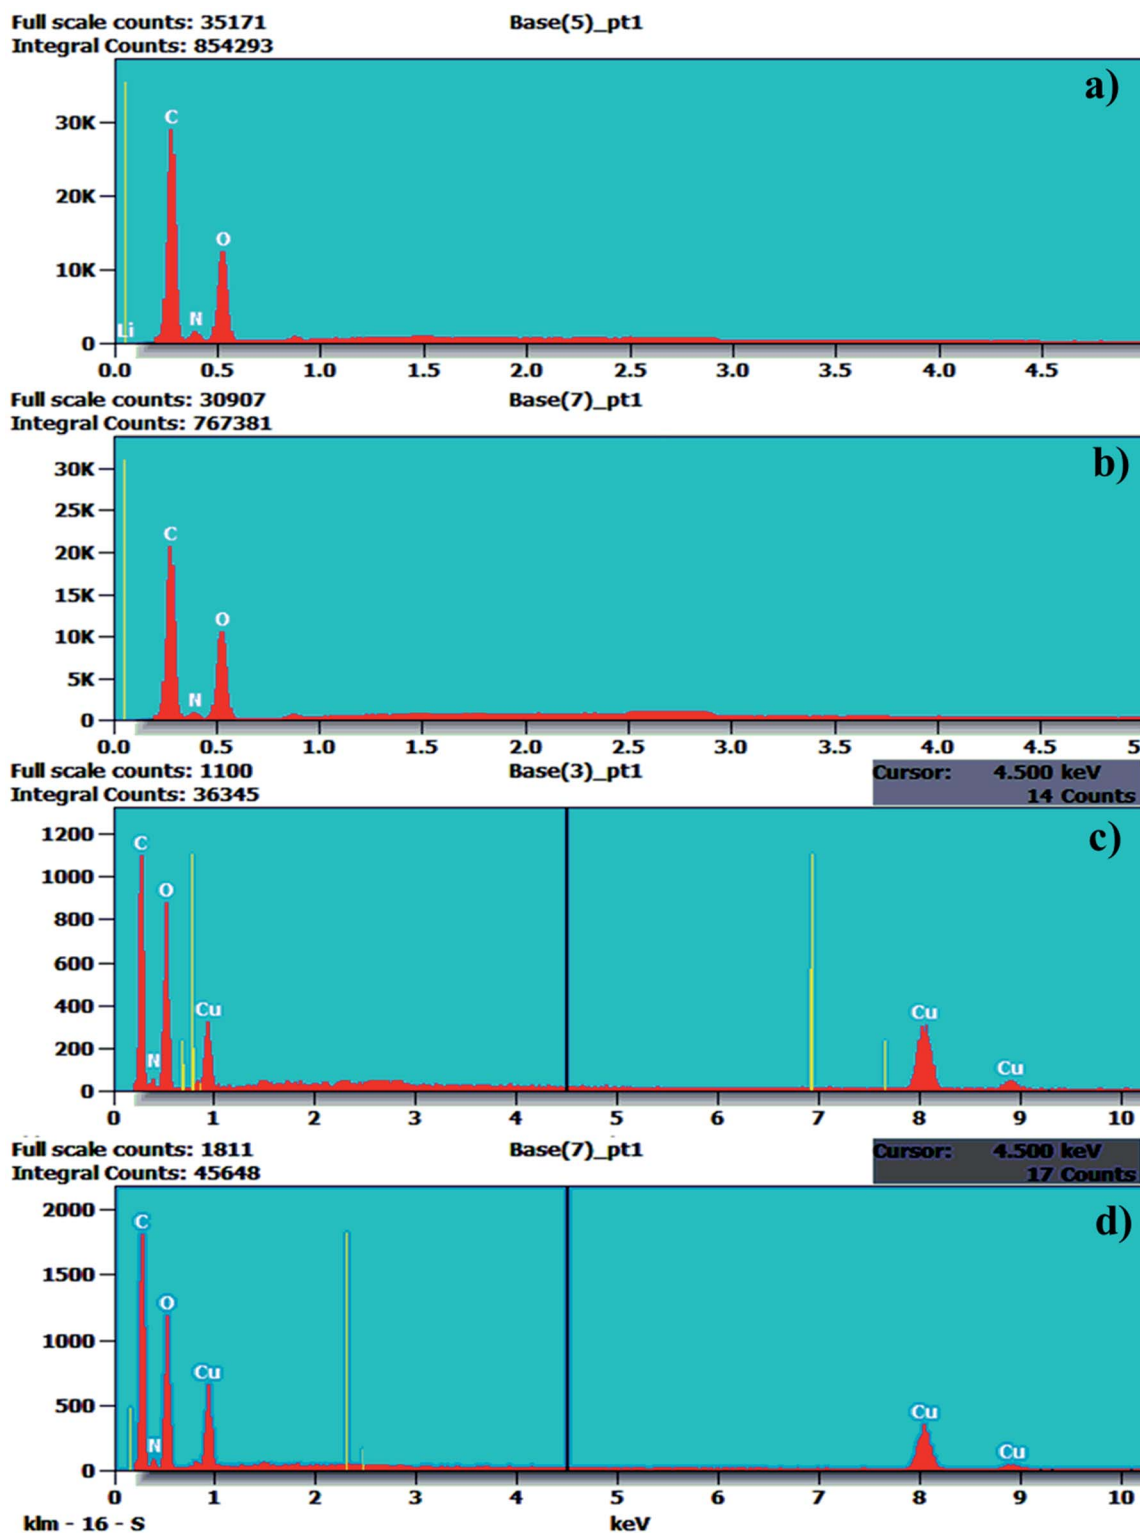 Full scale counts: 35171 Base(5)_pt1
Integral Counts: 854293
a)
C
30K
20K
O
10K
Li N
0
0.0 0.5 1.0 1.5 2.0 2.5 3.0 3.5 4.0 4.5
Full scale counts: 30907 Base(7)_pt1
Integral Counts: 767381
b)
30K
25K
C
20K
15K
O
10K
5K
N
0
0.0 0.5 1.0 1.5 2.0 2.5 3.0 3.5 4.0 4.5 5
Full scale counts: 1100 Base(3)_pt1 Cursor: 4.500 keV
Integral Counts: 36345 14 Counts
c)
1200
C
1000
O
800
600
400
Cu Cu
200
N Cu
0
0 1 2 3 4 5 6 7 8 9 10
Full scale counts: 1811 Base(7)_pt1 Cursor: 4.500 keV
Integral Counts: 45648 17 Counts
d)
2000
C
1500
O
1000
Cu
500
Cu
N Cu
0
0 1 2 3 4 5 6 7 8 9 10
klm - 16 - S keV